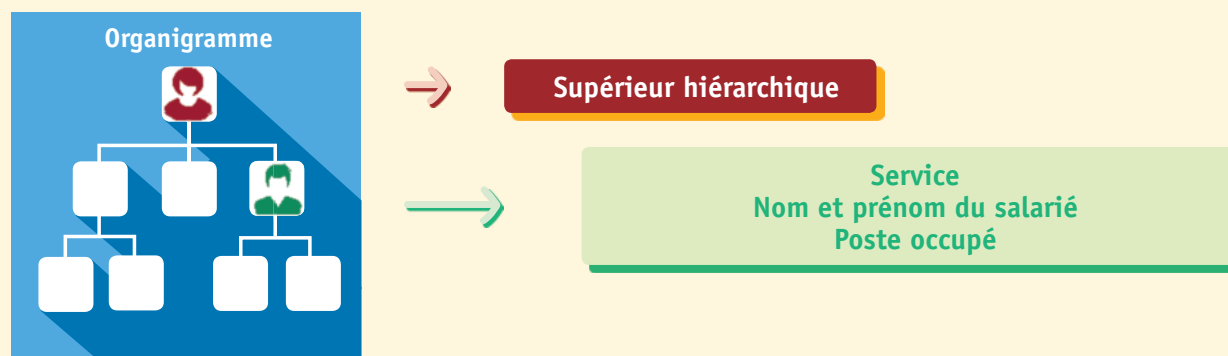 Organigramme
Supérieur hiérarchique
Service
Nom et prénom du salarié
Poste occupé